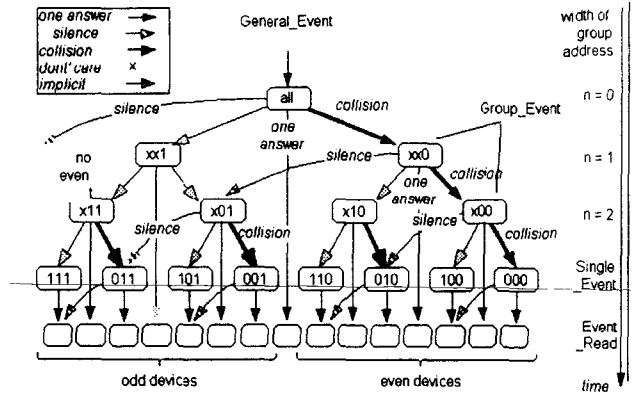 one answer
silence
collision
dont' care x
implicit
General_Event
width of
group
address
all
n = 0
silence
collision
one
answer
Group_Event
xx1
silence
xx0
n = 1
no
even
collision
one
answer
x11
x01
x10
x00
n = 2
silence
collision
silence
collision
111
011
101
001
110
010
100
000
Single
_Event
Event
_Read
odd devices
even devices
time